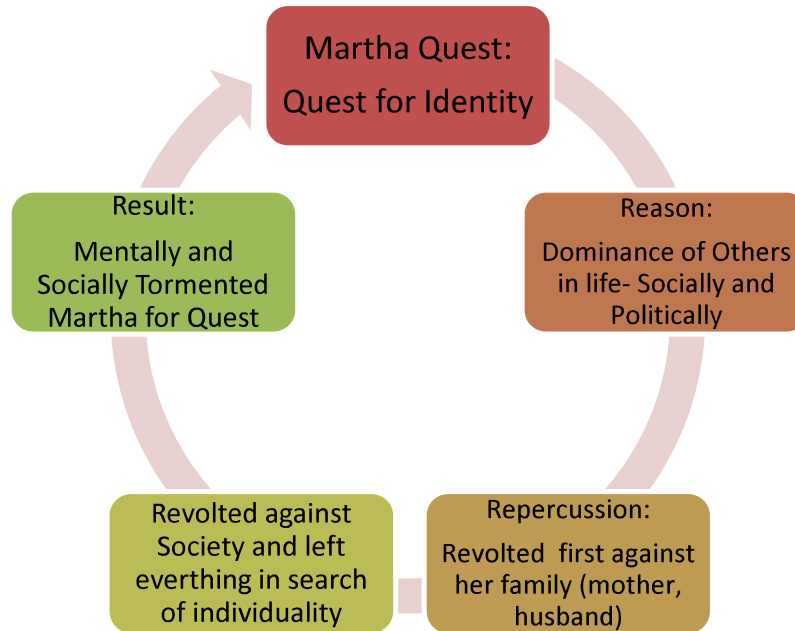 Martha Quest:
Quest for Identity
Reason:
Dominance of Others
in life- Socially and
Politically
Repercussion:
Revolted first against
her family (mother,
husband)
Revolted against
Society and left
everthing in search
of individuality
Result:
Mentally and
Socially Tormented
Martha for Quest